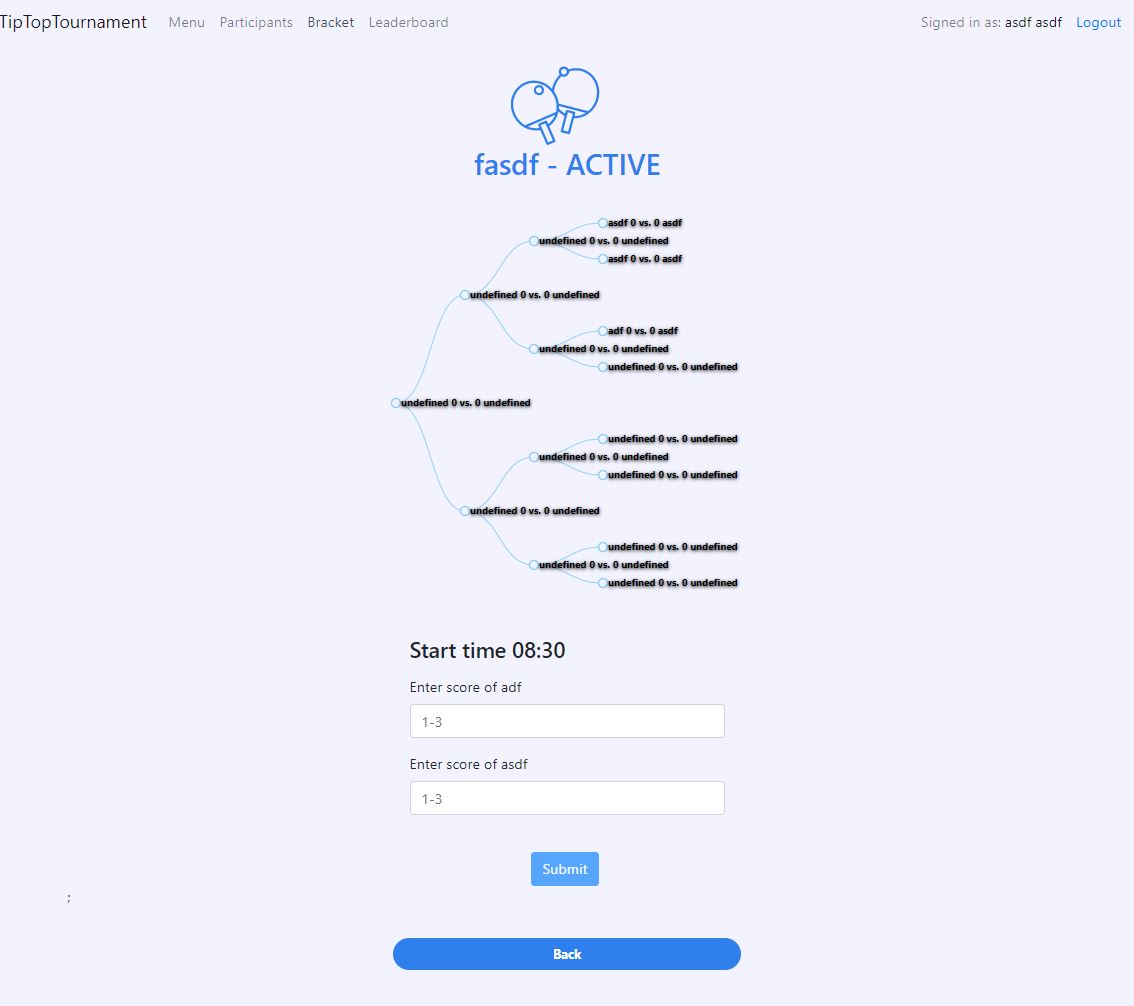 TipTopTournament Menu Participants Bracket Leaderboard Signed in as: asdf asdf Logout
fasdf - ACTIVE
asdf 0 vs. 0 asdf
undefined 0 vs. 0 undefined
asdf 0 vs. 0 asdf
undefined 0 vs. 0 undefined
adf 0 vs. 0 asdf
undefined 0 vs. 0 undefined
undefined 0 vs. 0 undefined
undefined 0 vs. 0 undefined
undefined 0 vs. 0 undefined
undefined 0 vs. 0 undefined
undefined 0 vs. 0 undefined
undefined 0 vs. 0 undefined
undefined 0 vs. 0 undefined
undefined 0 vs. 0 undefined
undefined 0 vs. 0 undefined
Start time 08:30
Enter score of adf
1-3
Enter score of asdf
1-3
Submit
;
Back